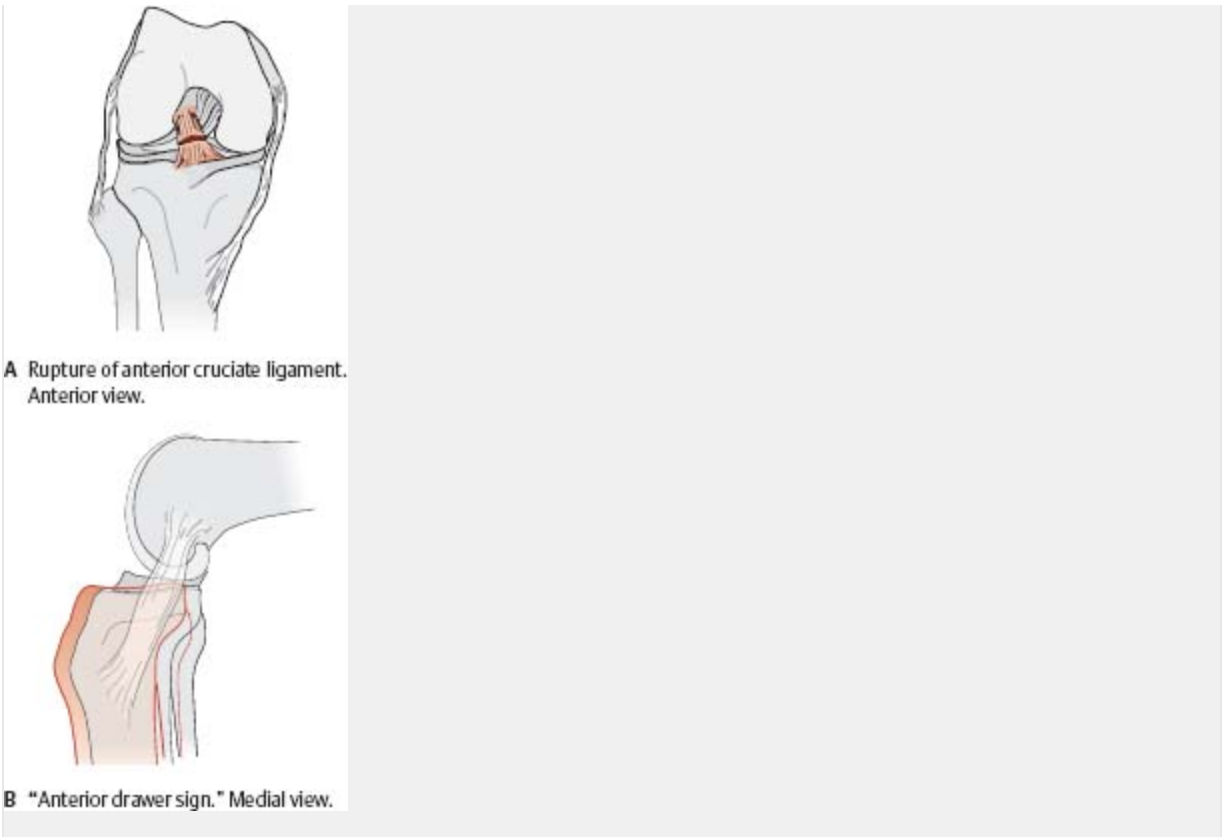 A Rupture of anterior cruciate ligament.
Anterior view.
B “Anterior drawer sign.” Medial view.